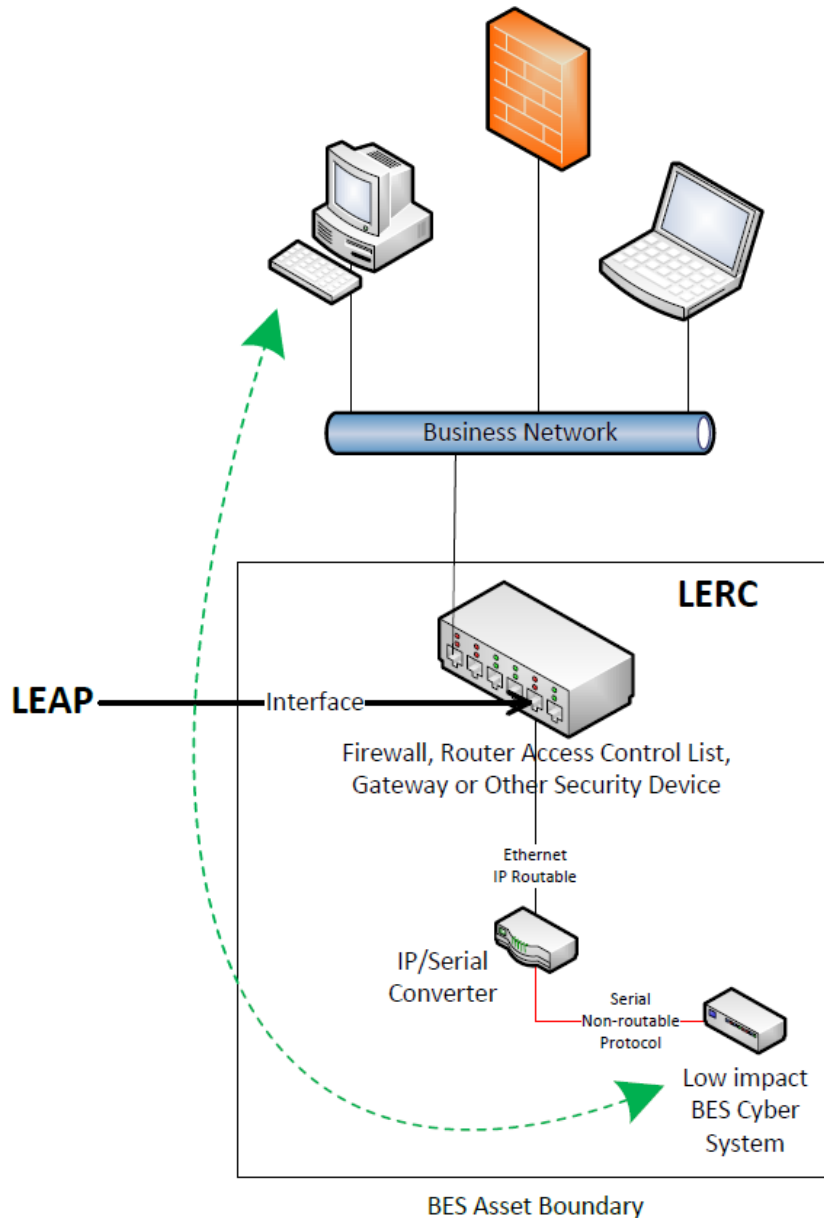 Business Network
LERC
LEAP
Interface
Firewall, Router Access Control List,
Gateway or Other Security Device
Ethernet
IP Routable
IP/Serial
Converter
Serial
Non-routable
Protocol
Low impact
BES Cyber
System
BES Asset Boundary